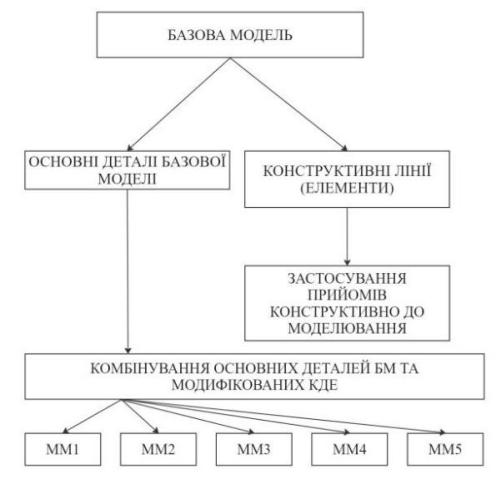 БАЗОВА МОДЕЛЬ
ОСНОВНІ ДЕТАЛІ БАЗОВОЇ
МОДЕЛІ
КОНСТРУКТИВНІ ЛІНІЇ
(ЕЛЕМЕНТИ)
ЗАСТОСУВАННЯ
ПРИЙОМІВ
КОНСТРУКТИВНО ДО
МОДЕЛЮВАННЯ
КОМБІНУВАННЯ ОСНОВНИХ ДЕТАЛЕЙ БМ ТА
МОДИФІКОВАНИХ КДЕ
ММ1 ММ2 ММ3 ММ4 ММ5